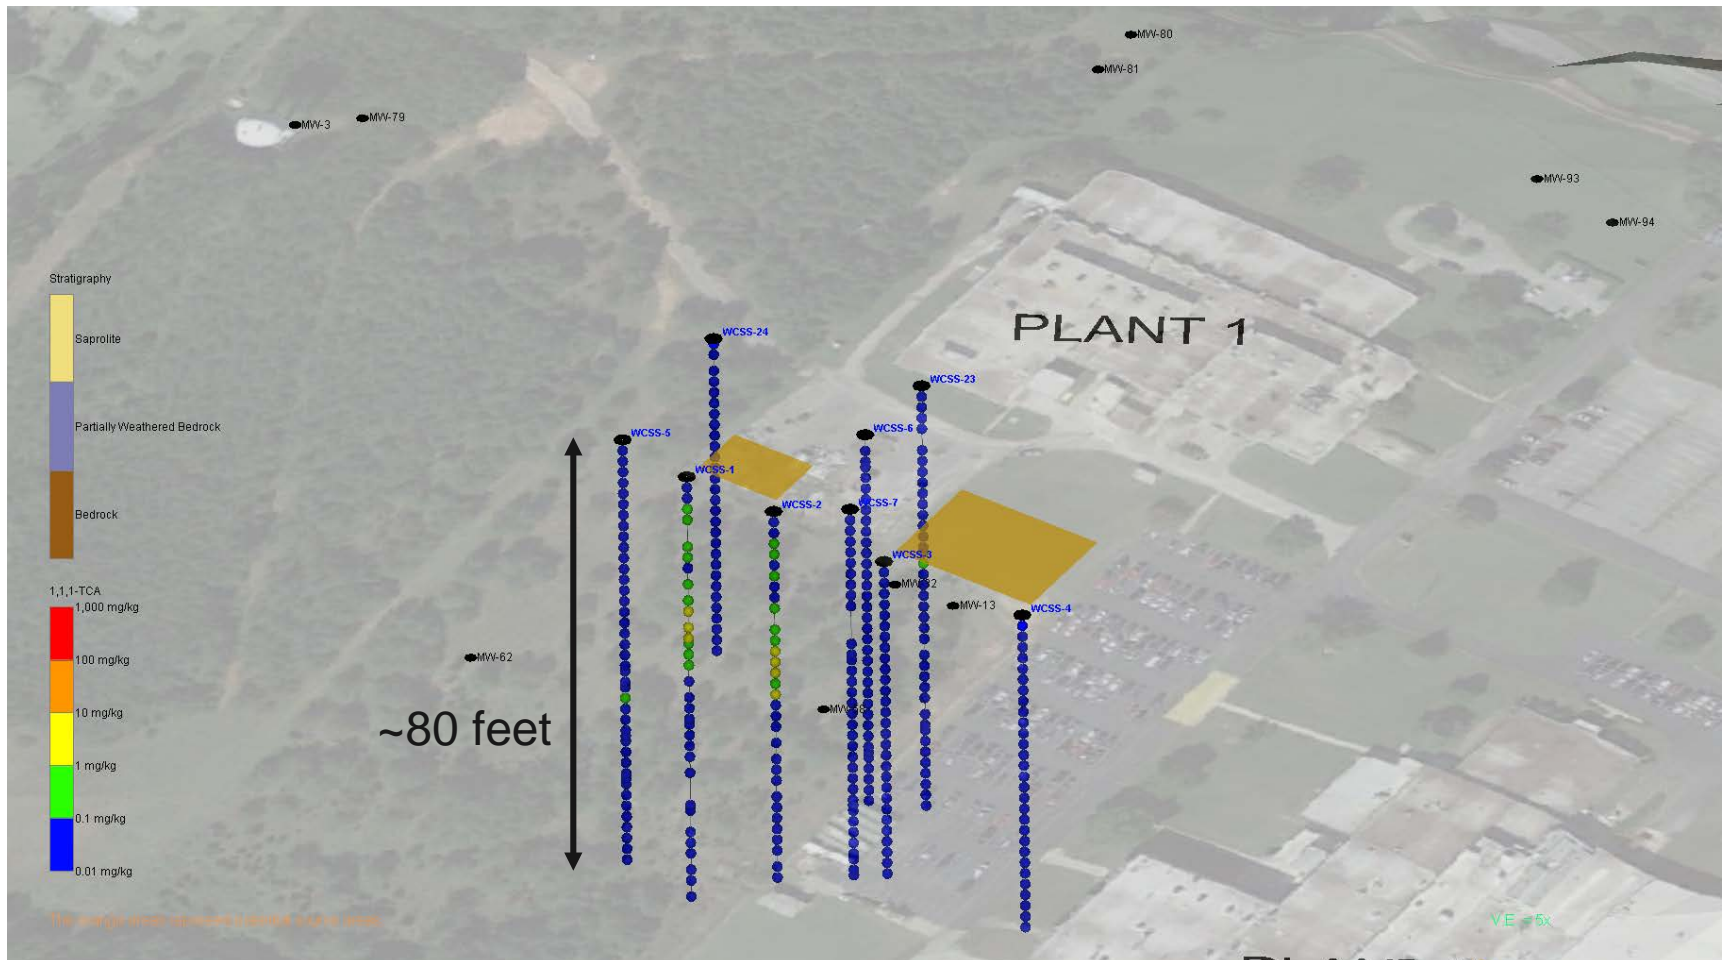 MW-80
MW-81
MW-3
MW-79
MW-93
MW-94
Stratigraphy
Saprolite
Partially Weathered Bedrock
Bedrock
PLANT 1
WCSS-24
WCSS-23
WCSS-5
WCSS-6
WCSS-1
WCSS-2
WCSS-7
WCSS-3
MW-13
WCSS-4
MW-62
~80 feet
1,1,1-TCA
1,000 mg/kg
100 mg/kg
10 mg/kg
1 mg/kg
0.1 mg/kg
0.01 mg/kg
V.E. = 5x